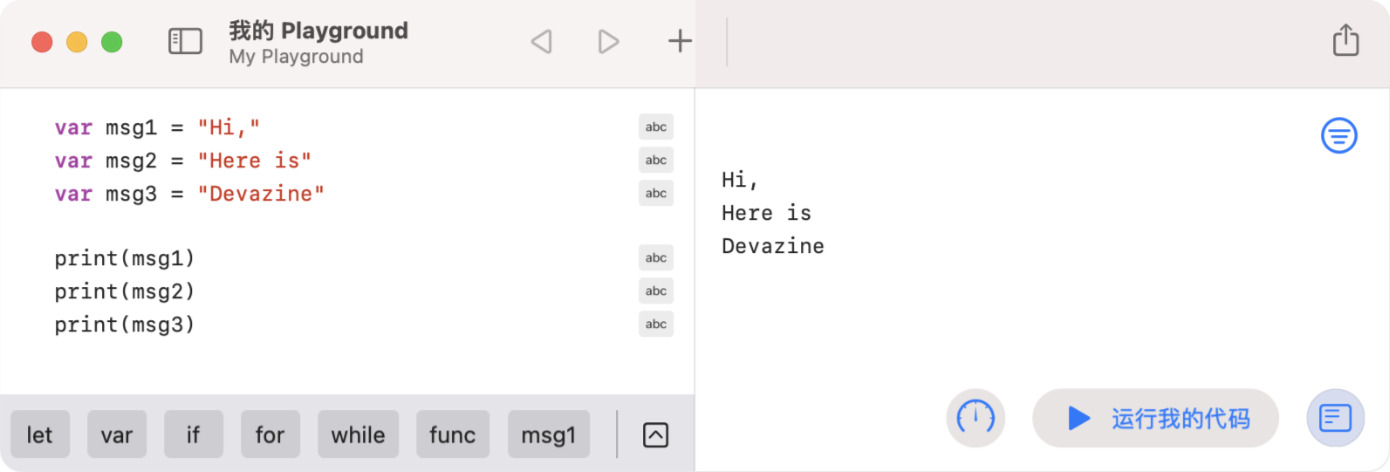 我的 Playground
My Playground
var msg1 = "Hi," abc
var msg2 = "Here is" abc
var msg3 = "Devazine" abc
print(msg1) abc
print(msg2) abc
print(msg3) abc
let var if for while func msg1
Hi,
Here is
Devazine
运行我的代码